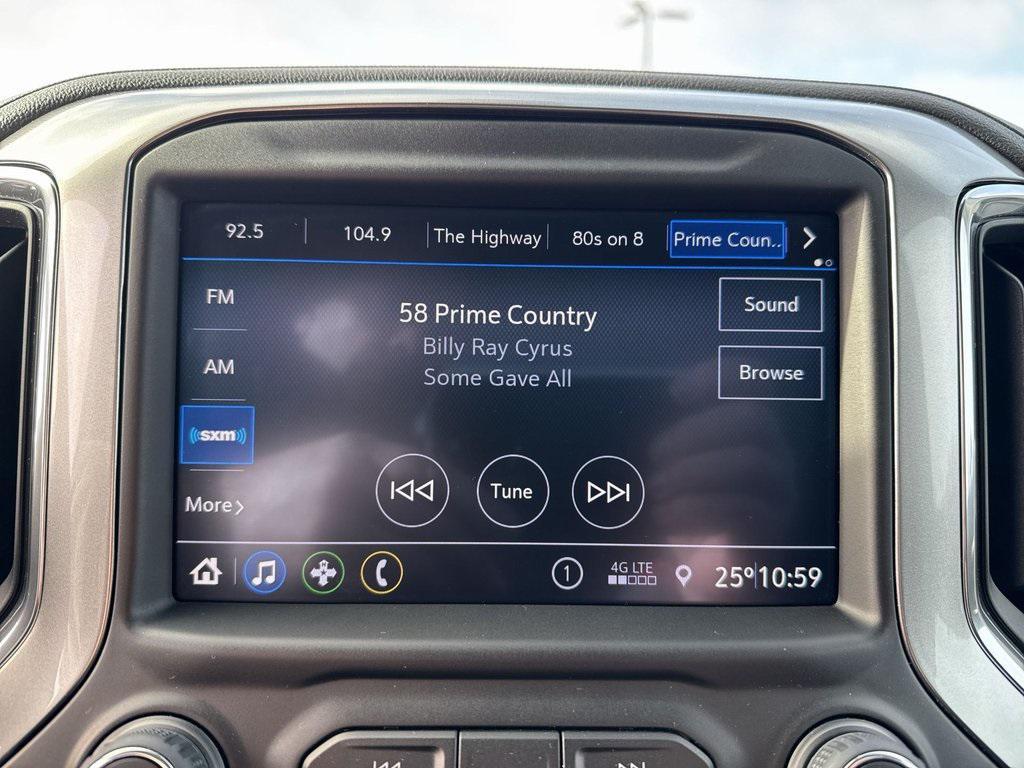 92.5 104.9 The Highway 80s on 8 Prime Coun..
FM
58 Prime Country
Sound
Billy Ray Cyrus
AM
Some Gave All
Browse
sxm
More
Tune
1
4G LTE
25° 10:59